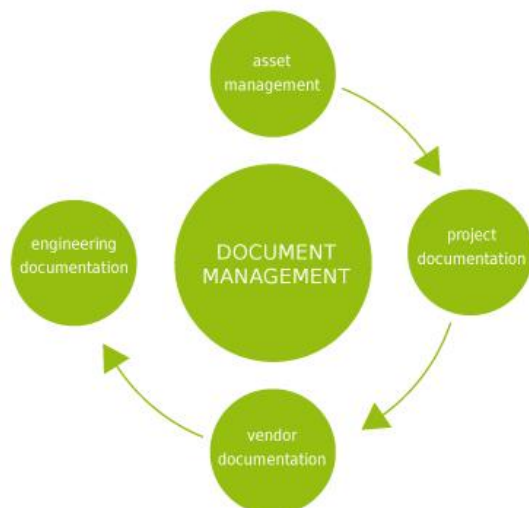 asset
management
project
documentation
DOCUMENT
MANAGEMENT
engineering
documentation
vendor
documentation